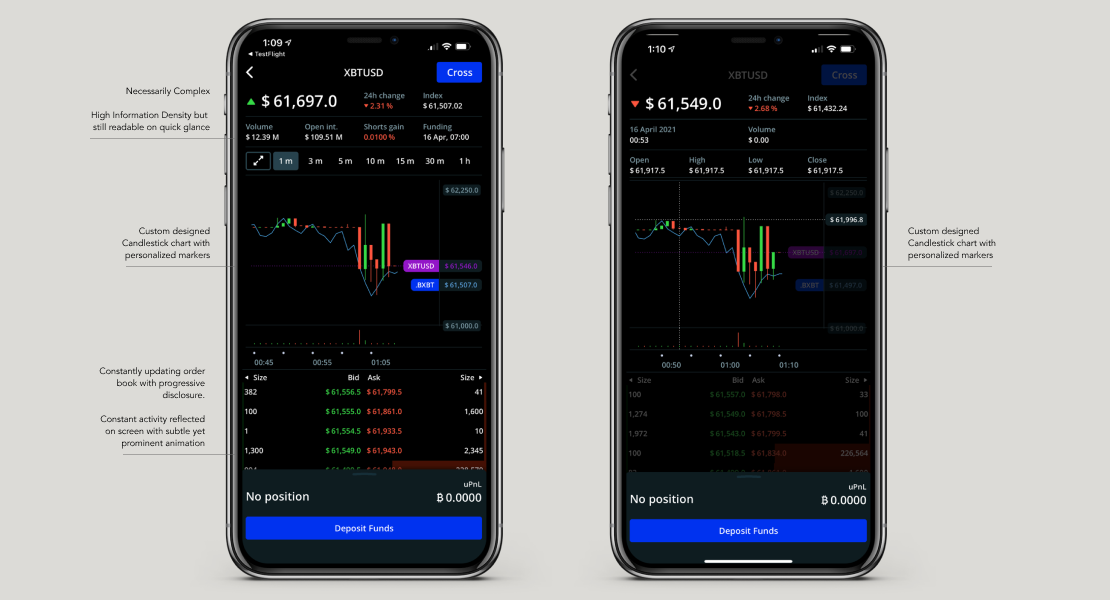 Necessarily Complex
High Information Density but
still readable on quick glance
Custom designed
Candlestick chart with
personalized markers
Constantly updating order
book with progressive
disclosure.
Constant activity reflected
on screen with subtle yet
prominent animation
1:09
TestFlight
XBTUSD
Cross
$ 61,697.0
24h change
2.31 %
Index
$ 61,507.02
Volume
$ 12.39 M
Open int.
$ 109.51 M
Shorts gain
0.0100 %
Funding
16 Apr, 07:00
1 m 3 m 5 m 10 m 15 m 30 m 1 h
$ 62,250.0
XBTUSD $ 61,546.0
.BXBT $ 61,507.0
$ 61,000.0
00:45 00:55 01:05
Size Bid Ask Size
382 $ 61,556.5 $ 61,799.5 41
100 $ 61,555.0 $ 61,861.0 1,600
1 $ 61,554.5 $ 61,933.5 10
1,300 $ 61,549.0 $ 61,943.0 2,345
No position
uPnL
₿ 0.0000
Deposit Funds
1:10
XBTUSD
Cross
$ 61,549.0
24h change
2.68 %
Index
$ 61,432.24
16 April 2021
00:53
Volume
$ 0.00
Open
$ 61,917.5
High
$ 61,917.5
Low
$ 61,917.5
Close
$ 61,917.5
$ 62,250.0
$ 61,996.8
XBTUSD
.BXBT $ 61,497.0
$ 61,000.0
00:50 01:00 01:10
Size Bid Ask Size
100 $ 61,557.0 $ 61,798.0 33
1,274 $ 61,549.0 $ 61,798.5 100
1,972 $ 61,543.0 $ 61,799.5 41
100 $ 61,518.5 $ 61,834.0 226,564
No position
uPnL
₿ 0.0000
Deposit Funds
Custom designed
Candlestick chart with
personalized markers